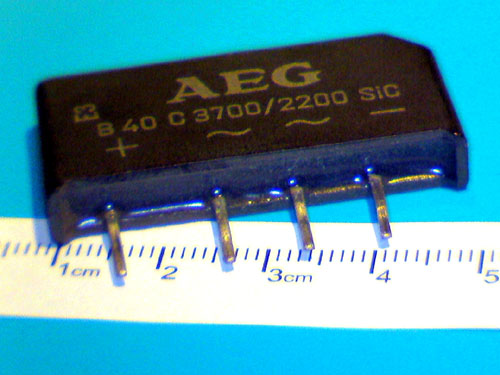 AEG
B 40 C 3700/2200 SiC
+ ~ ~ —
1cm 2 3cm 4 5